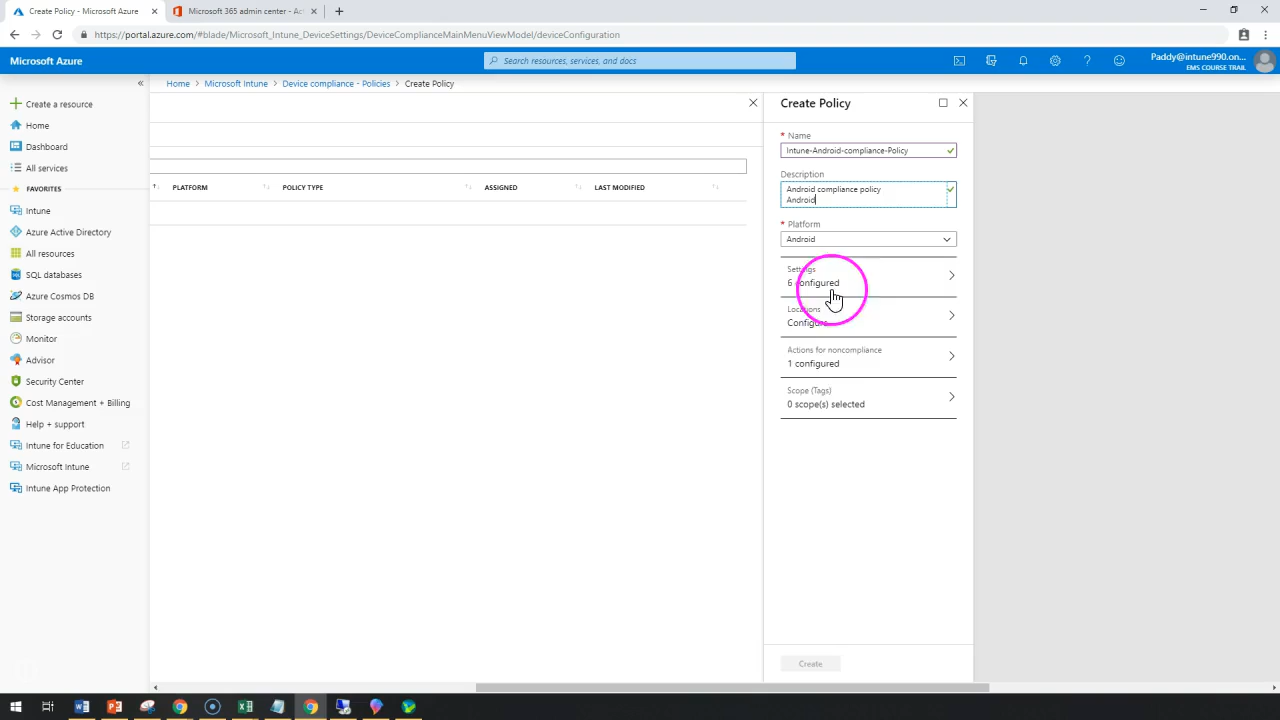 Create Policy - Microsoft Azure
Microsoft 365 admin center - Ac
https://portal.azure.com/#blade/Microsoft_Intune_DeviceSettings/DeviceComplianceMainMenuViewModel/deviceConfiguration
Microsoft Azure
Search resources, services, and docs
Paddy@intune990.on...
EMS COURSE TRAIL
Home
Microsoft Intune
Device compliance - Policies
Create Policy
Create a resource
Home
Dashboard
All services
FAVORITES
Intune
Azure Active Directory
All resources
SQL databases
Azure Cosmos DB
Storage accounts
Monitor
Advisor
Security Center
Cost Management + Billing
Help + support
Intune for Education
Microsoft Intune
Intune App Protection
PLATFORM
POLICY TYPE
ASSIGNED
LAST MODIFIED
Create Policy
* Name
Intune-Android-compliance-Policy
Description
Android compliance policy
Android
* Platform
Android
Settings
6 configured
Locations
Configure
Actions for noncompliance
1 configured
Scope (Tags)
0 scope(s) selected
Create